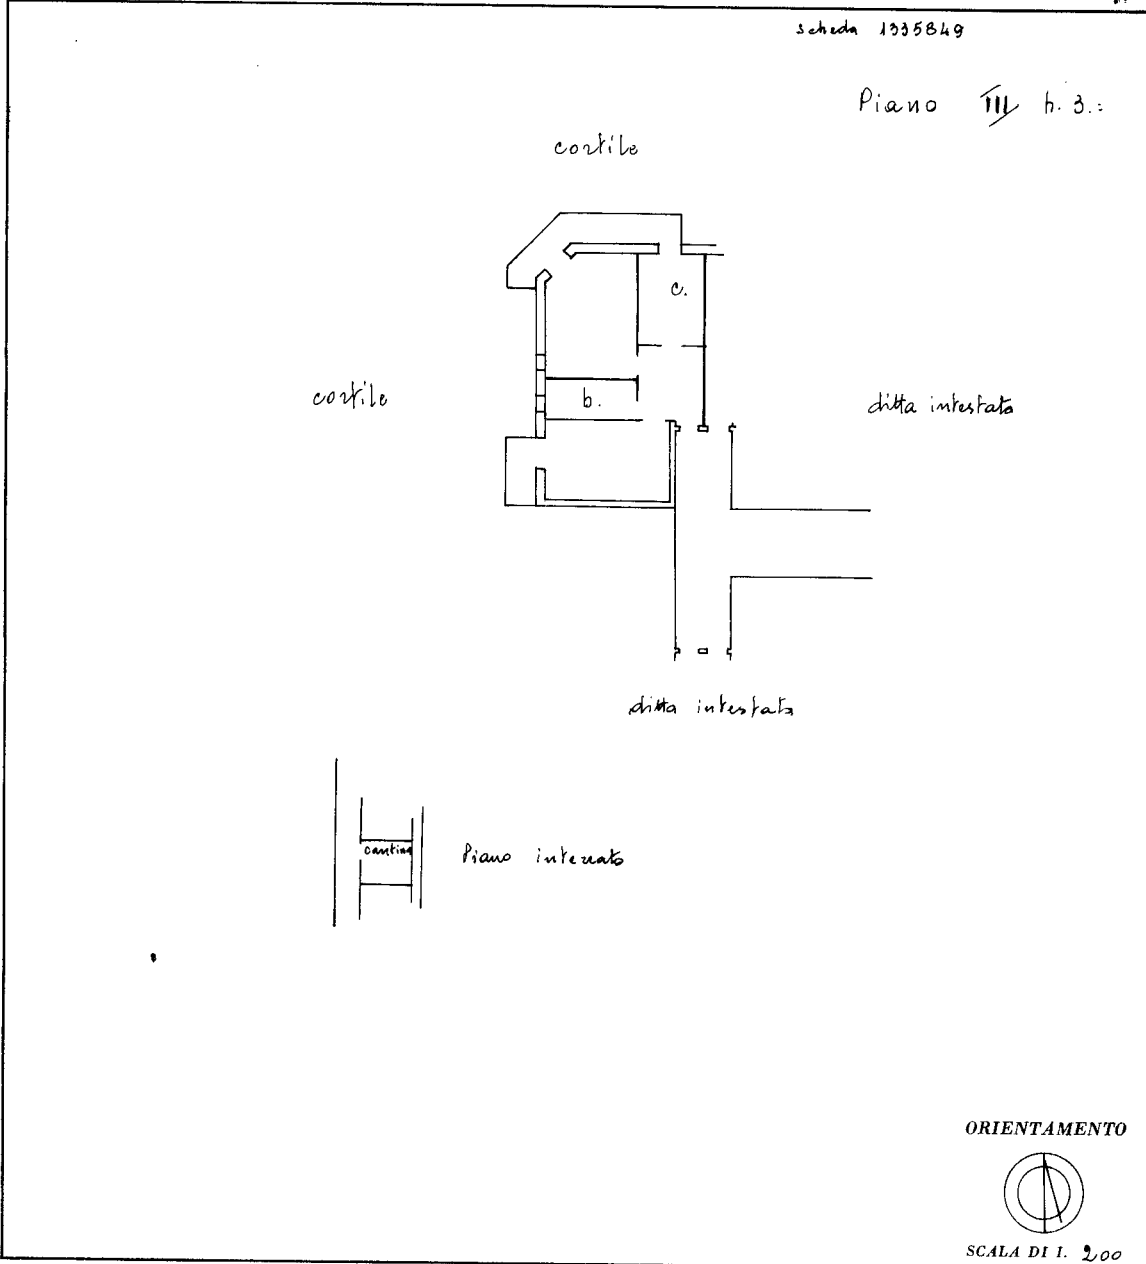 scheda 1335849
Piano III h. 3.:
cortile
c.
cortile
b.
ditta intestata
ditta intestata
cantina
Piano interrato
ORIENTAMENTO
SCALA DI 1. 200